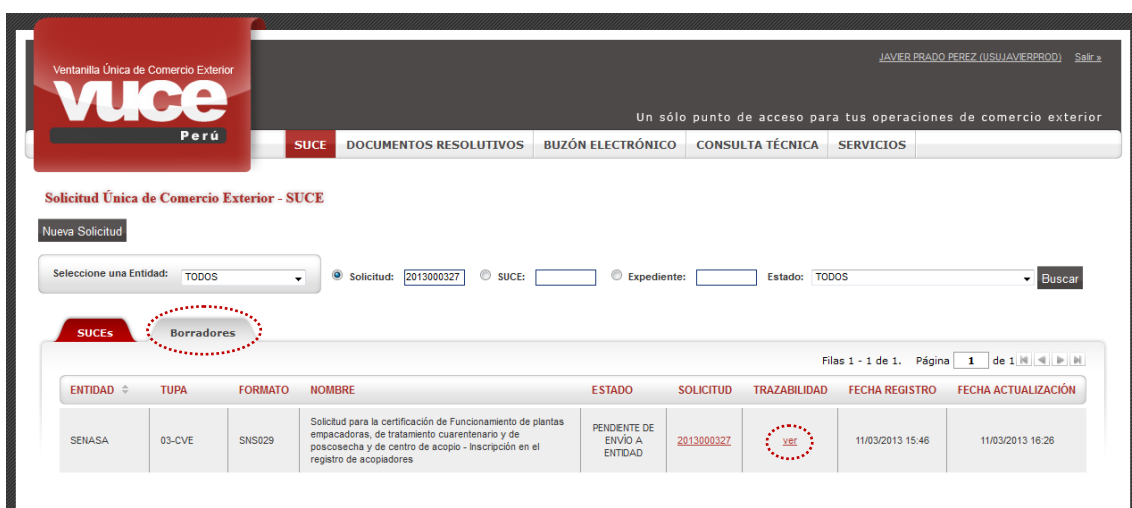 JAVIER PRADO PEREZ (USUJAVIERPROD) Salir »
Ventanilla Única de Comercio Exterior
vuce
Perú
Un sólo punto de acceso para tus operaciones de comercio exterior
SUCE DOCUMENTOS RESOLUTIVOS BUZÓN ELECTRÓNICO CONSULTA TÉCNICA SERVICIOS
Solicitud Única de Comercio Exterior - SUCE
Nueva Solicitud
Seleccione una Entidad: TODOS Solicitud: 2013000327 SUCE: Expediente: Estado: TODOS Buscar
SUCEs Borradores
Filas 1 - 1 de 1. Página 1 de 1
ENTIDAD TUPA FORMATO NOMBRE ESTADO SOLICITUD TRAZABILIDAD FECHA REGISTRO FECHA ACTUALIZACIÓN
SENASA 03-CVE SNS029
Solicitud para la certificación de Funcionamiento de plantas
empacadoras, de tratamiento cuarentenario y de
poscosecha y de centro de acopio - Inscripción en el
registro de acopiadores
PENDIENTE DE
ENVÍO A
ENTIDAD
2013000327 ver 11/03/2013 15:46 11/03/2013 16:26